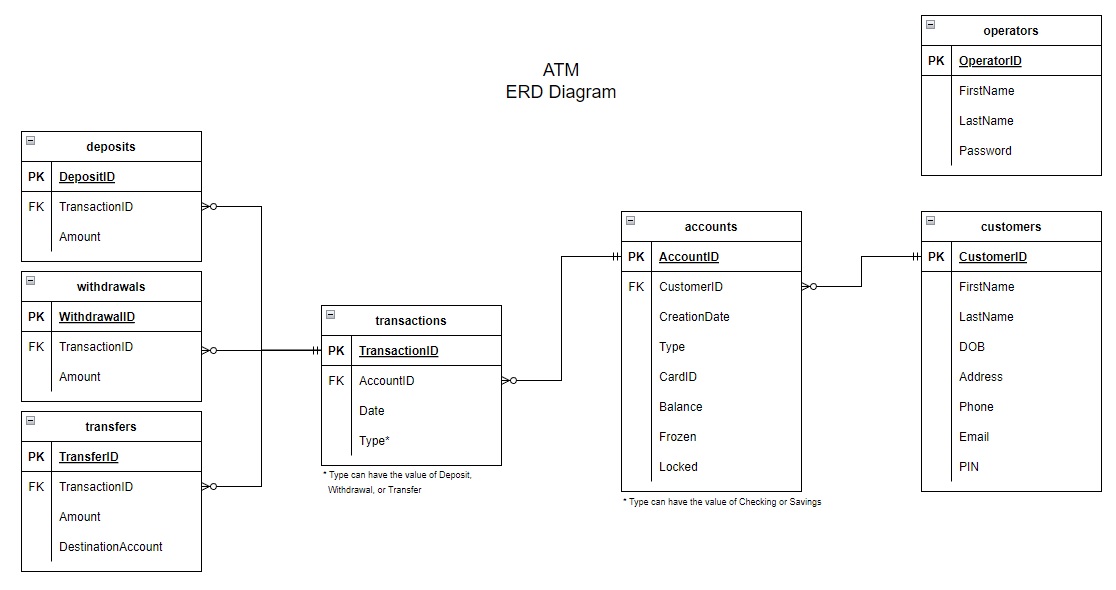 ATM
ERD Diagram
operators
PK OperatorID
FirstName
LastName
Password
deposits
PK DepositID
FK TransactionID
Amount
withdrawals
PK WithdrawalID
FK TransactionID
Amount
transfers
PK TransferID
FK TransactionID
Amount
DestinationAccount
transactions
PK TransactionID
FK AccountID
Date
Type*
* Type can have the value of Deposit,
Withdrawal, or Transfer
accounts
PK AccountID
FK CustomerID
CreationDate
Type
CardID
Balance
Frozen
Locked
* Type can have the value of Checking or Savings
customers
PK CustomerID
FirstName
LastName
DOB
Address
Phone
Email
PIN